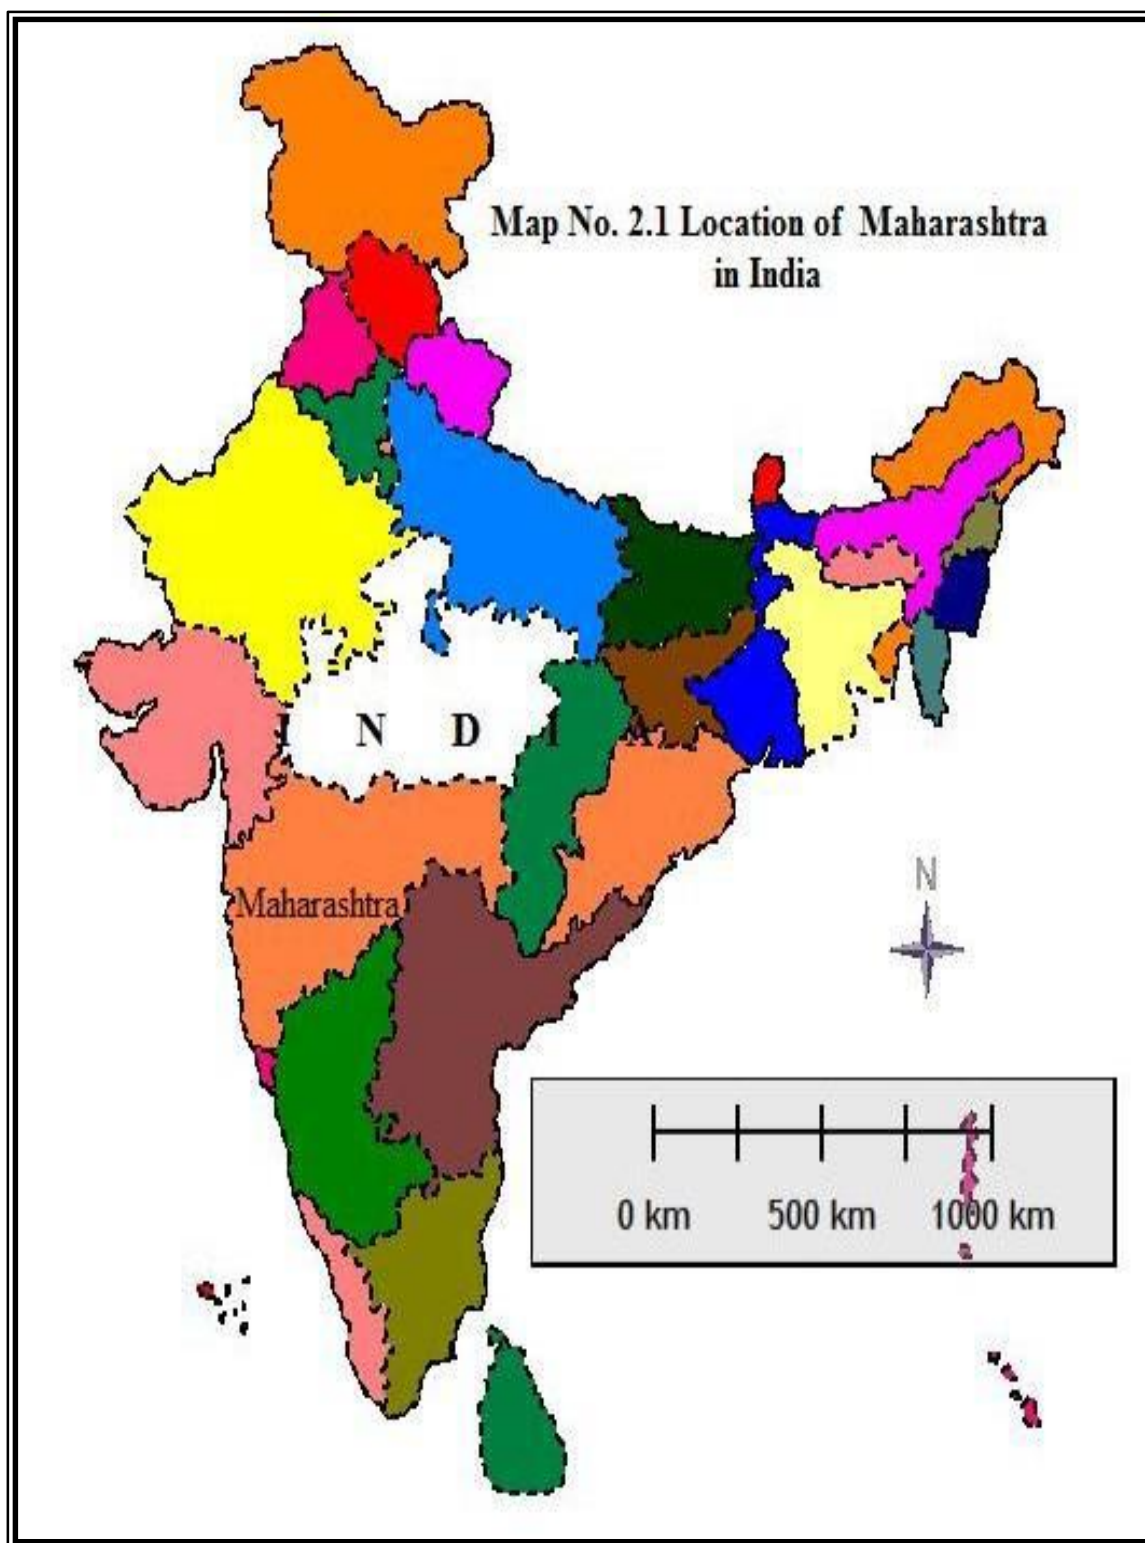 Map No. 2.1 Location of Maharashtra
in India
I N D I A
Maharashtra
N
0 km 500 km 1000 km